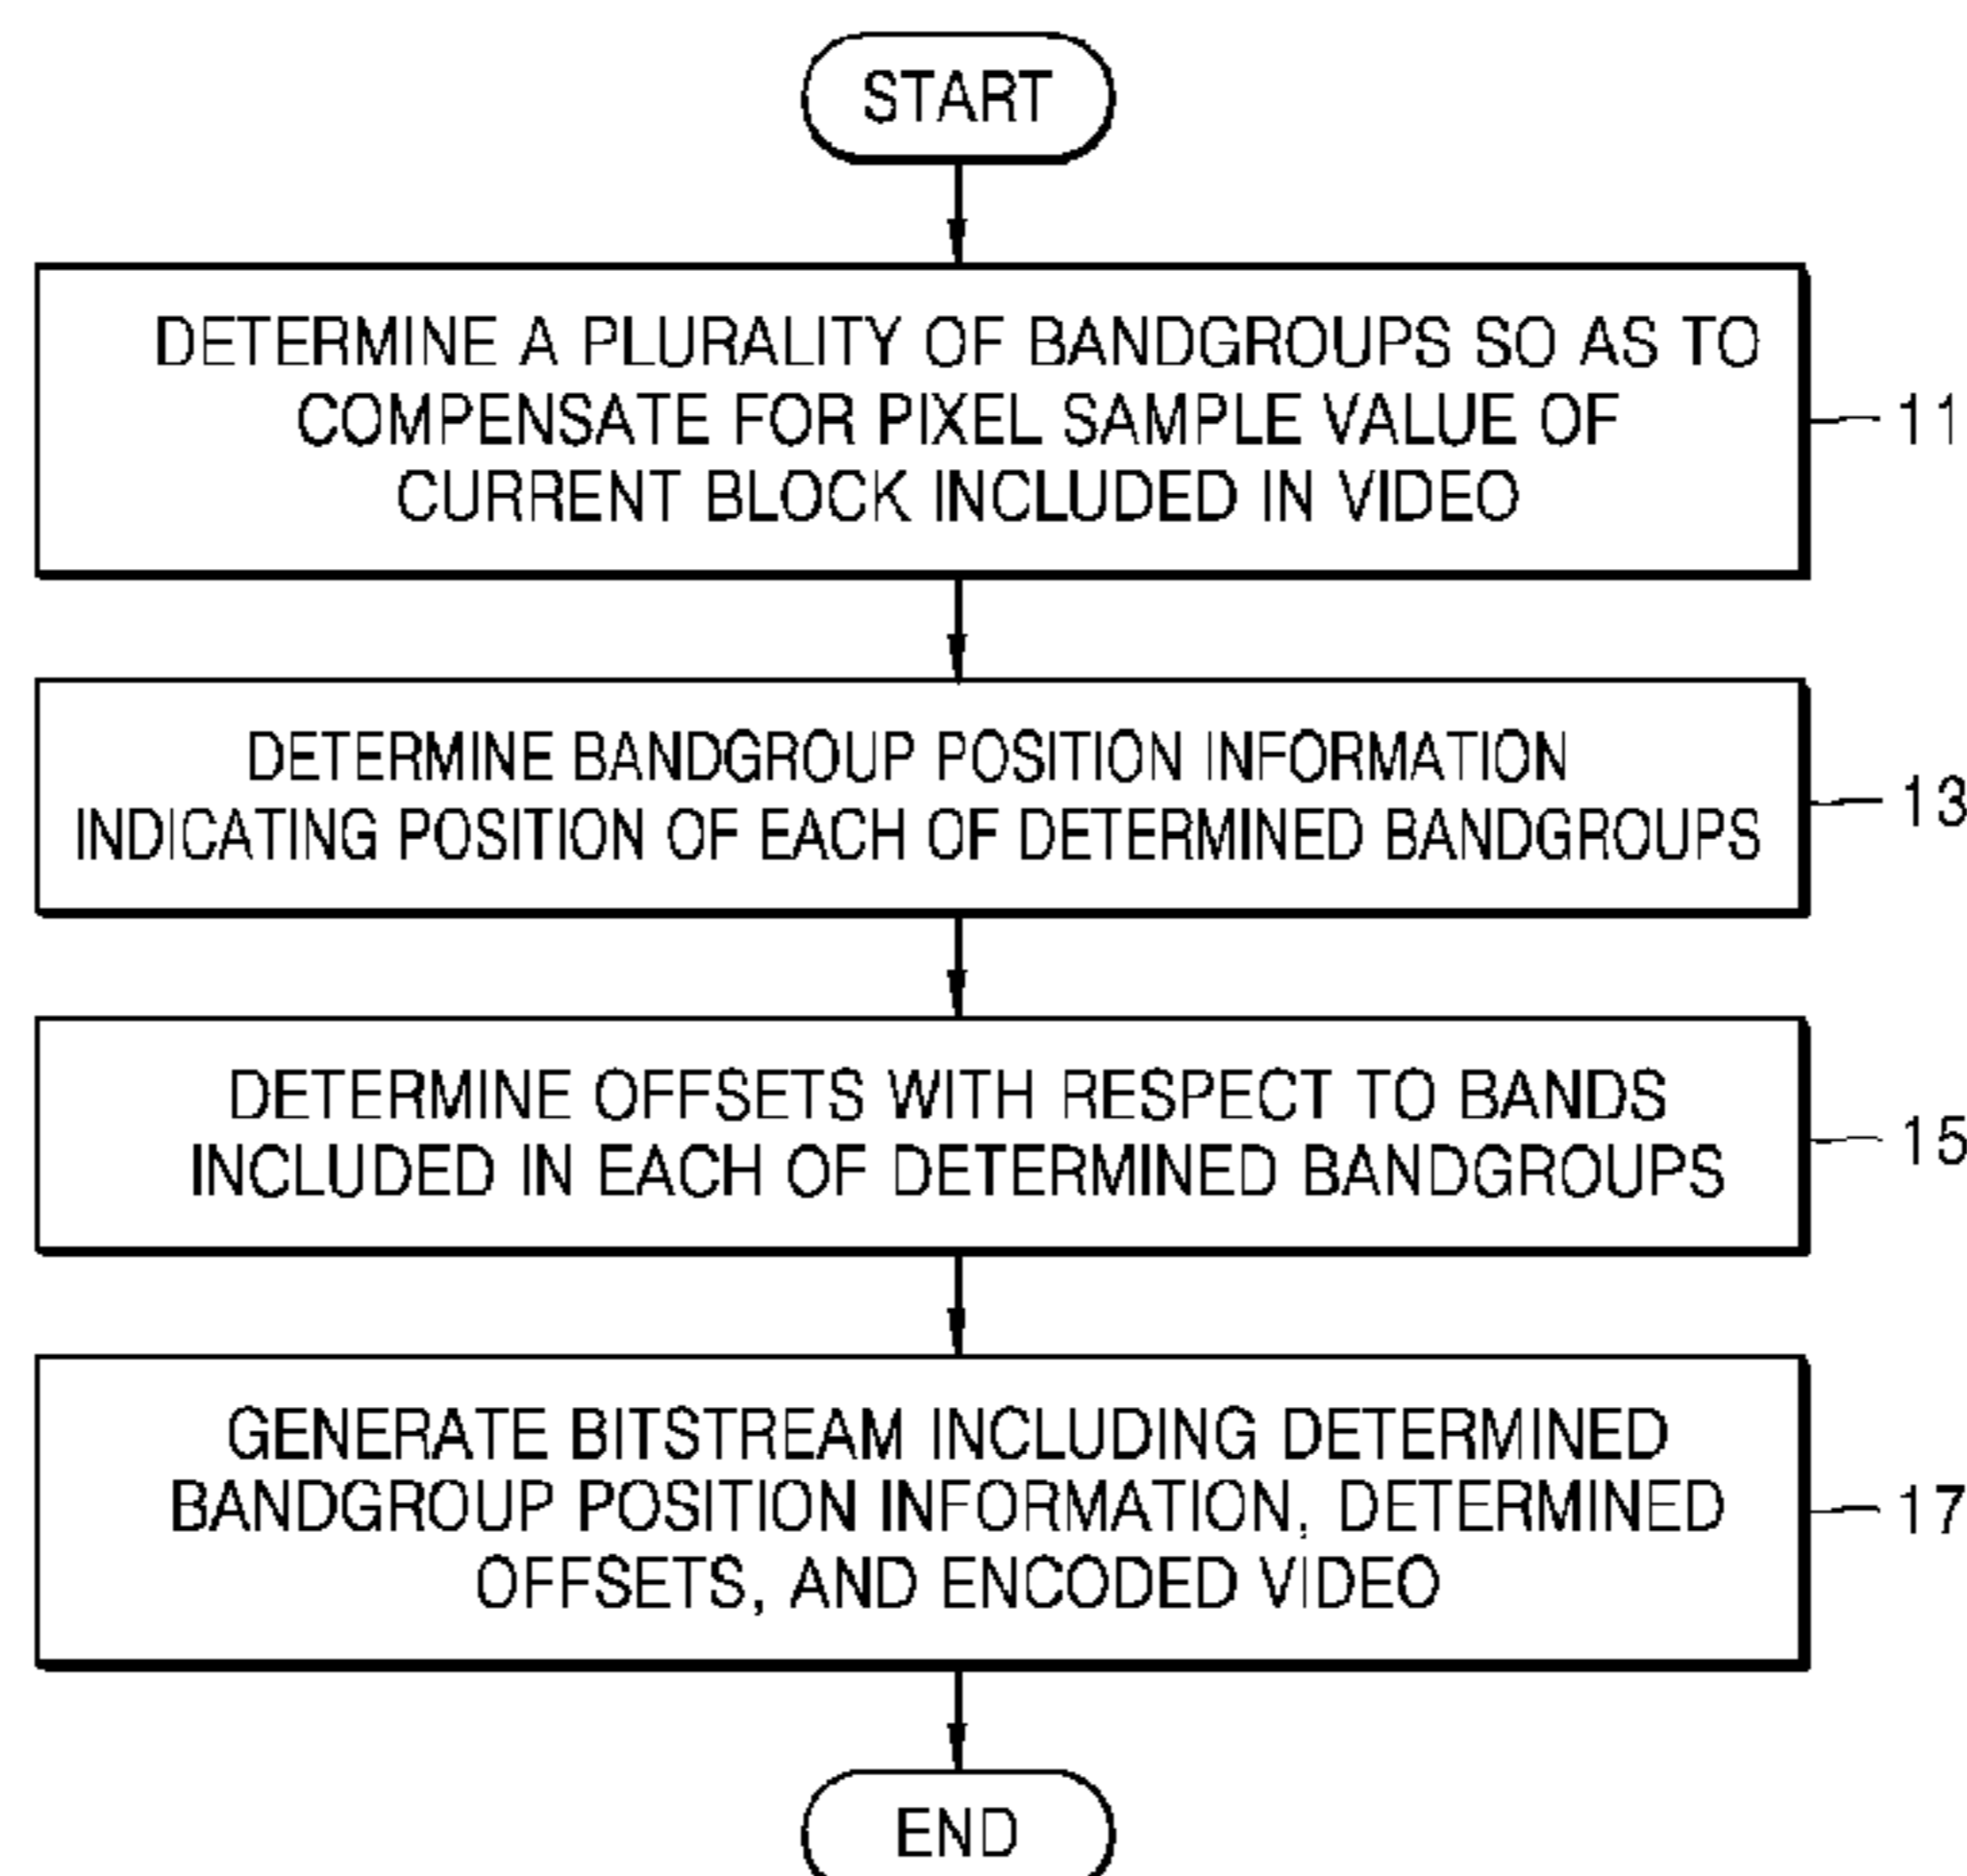 START
DETERMINE A PLURALITY OF BANDGROUPS SO AS TO
COMPENSATE FOR PIXEL SAMPLE VALUE OF
CURRENT BLOCK INCLUDED IN VIDEO
11
DETERMINE BANDGROUP POSITION INFORMATION
INDICATING POSITION OF EACH OF DETERMINED BANDGROUPS
13
DETERMINE OFFSETS WITH RESPECT TO BANDS
INCLUDED IN EACH OF DETERMINED BANDGROUPS
15
GENERATE BITSTREAM INCLUDING DETERMINED
BANDGROUP POSITION INFORMATION, DETERMINED
OFFSETS, AND ENCODED VIDEO
17
END